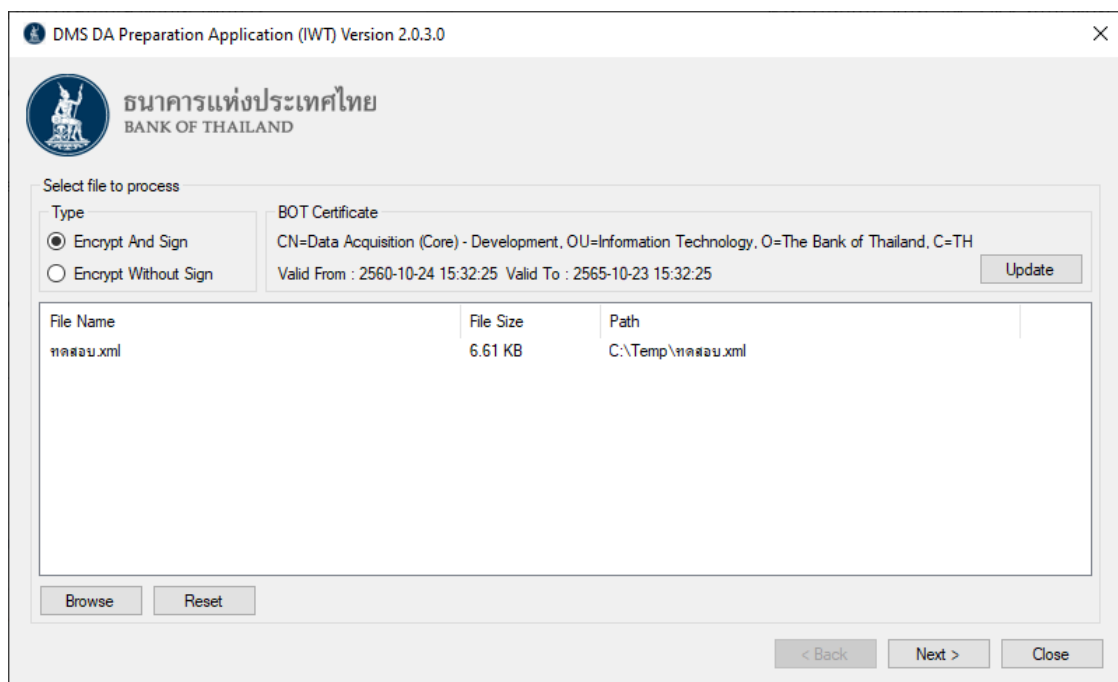 DMS DA Preparation Application (IWT) Version 2.0.3.0
ธนาคารแห่งประเทศไทย
BANK OF THAILAND
Select file to process
Type
Encrypt And Sign
Encrypt Without Sign
BOT Certificate
CN=Data Acquisition (Core) - Development, OU=Information Technology, O=The Bank of Thailand, C=TH
Valid From : 2560-10-24 15:32:25 Valid To : 2565-10-23 15:32:25
Update
File Name File Size Path
ทดสอบ.xml 6.61 KB C:\Temp\ทดสอบ.xml
Browse Reset
< Back Next > Close